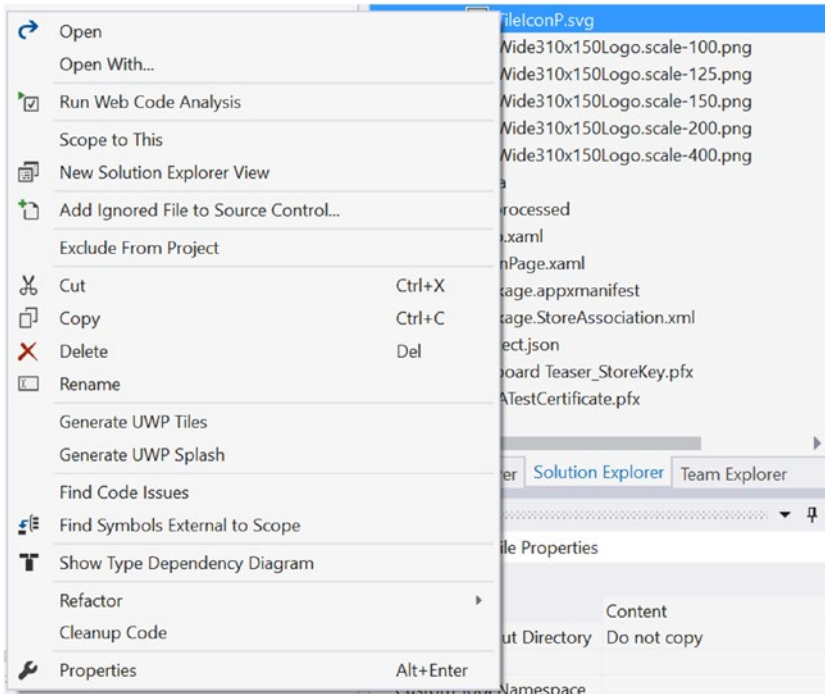 Open
Open With...
Run Web Code Analysis
Scope to This
New Solution Explorer View
Add Ignored File to Source Control...
Exclude From Project
Cut Ctrl+X
Copy Ctrl+C
Delete Del
Rename
Generate UWP Tiles
Generate UWP Splash
Find Code Issues
Find Symbols External to Scope
Show Type Dependency Diagram
Refactor
Cleanup Code
Properties Alt+Enter
TileIconP.svg
Wide310x150Logo.scale-100.png
Wide310x150Logo.scale-125.png
Wide310x150Logo.scale-150.png
Wide310x150Logo.scale-200.png
Wide310x150Logo.scale-400.png
a
rocessed
.xaml
nPage.xaml
kage.appxmanifest
kage.StoreAssociation.xml
ect.json
board Teaser_StoreKey.pfx
ATestCertificate.pfx
rer Solution Explorer Team Explorer
ile Properties
Content
ut Directory Do not copy
Custom Tool Namespace